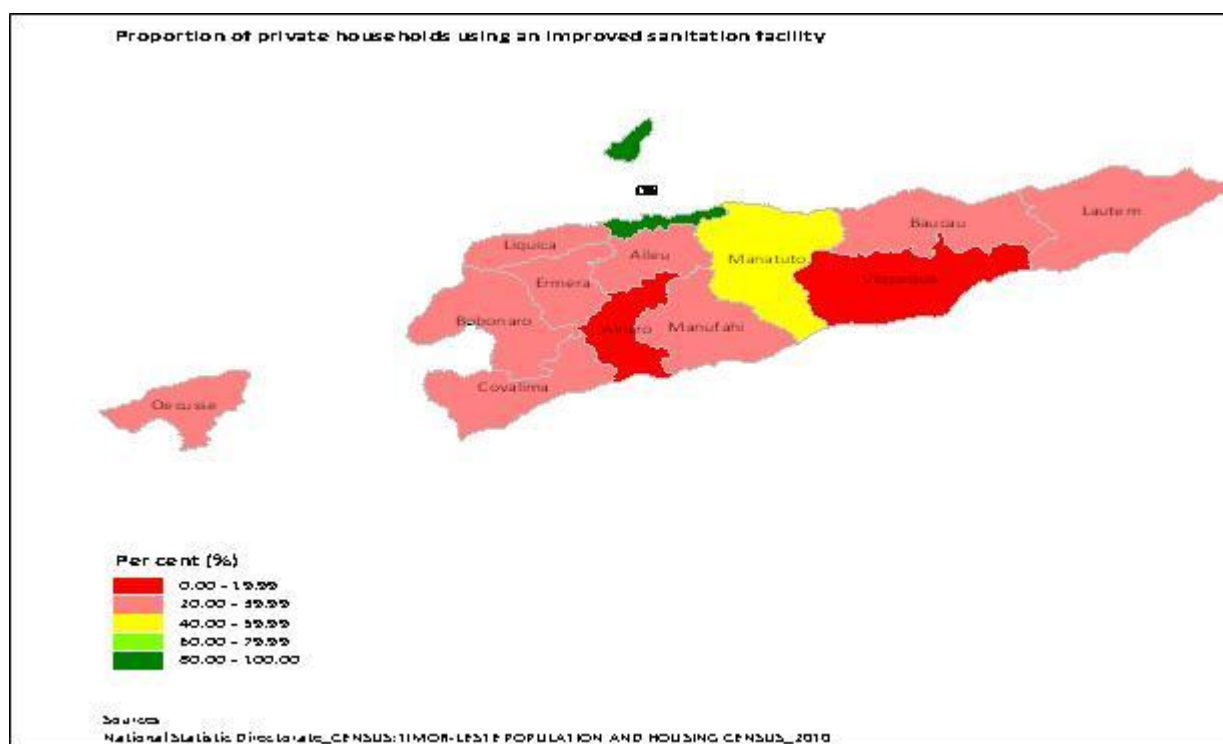 Proportion of private households using an improved sanitation facility
Lautem
Baucau
Liquica
Aileu
Manatuto
Viqueque
Ermera
Bobonaro
Ainaro
Manufahi
Covalima
Oecusse
Per cent (%)
0.00 - 19.99
20.00 - 39.99
40.00 - 59.99
60.00 - 79.99
80.00 - 100.00
Sources
National Statistic Directorate_CENSUS: TIMOR-LESTE POPULATION AND HOUSING CENSUS_2010